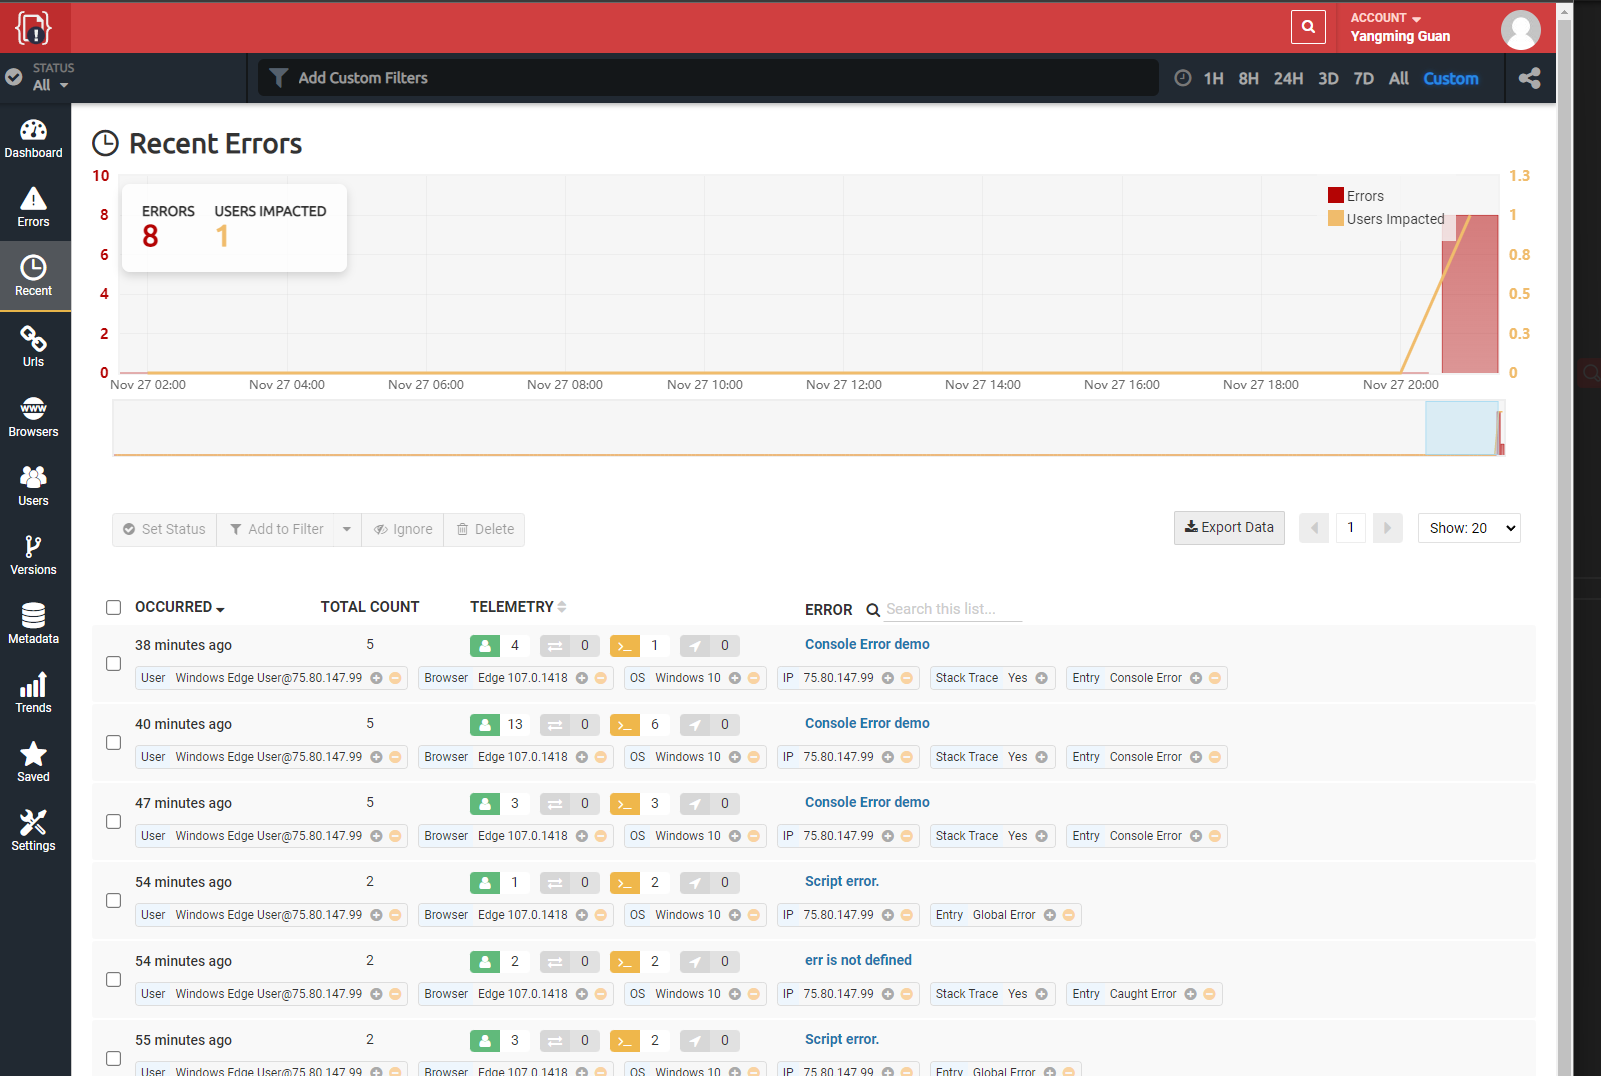 ACCOUNT
Yangming Guan
STATUS
All
Add Custom Filters
1H 8H 24H 3D 7D All Custom
Dashboard
Errors
Recent
Urls
www
Browsers
Users
Versions
Metadata
Trends
Saved
Settings
Recent Errors
10
8
6
4
2
0
ERRORS USERS IMPACTED
8 1
Errors
Users Impacted
1.3
1
0.8
0.5
0.3
0
Nov 27 02:00 Nov 27 04:00 Nov 27 06:00 Nov 27 08:00 Nov 27 10:00 Nov 27 12:00 Nov 27 14:00 Nov 27 16:00 Nov 27 18:00 Nov 27 20:00
Set Status Add to Filter Ignore Delete
Export Data 1 Show: 20
OCCURRED TOTAL COUNT TELEMETRY ERROR Search this list...
38 minutes ago 5 4 0 >_ 1 0 Console Error demo
User Windows Edge User@75.80.147.99 Browser Edge 107.0.1418 OS Windows 10 IP 75.80.147.99 Stack Trace Yes Entry Console Error
40 minutes ago 5 13 0 >_ 6 0 Console Error demo
User Windows Edge User@75.80.147.99 Browser Edge 107.0.1418 OS Windows 10 IP 75.80.147.99 Stack Trace Yes Entry Console Error
47 minutes ago 5 3 0 >_ 3 0 Console Error demo
User Windows Edge User@75.80.147.99 Browser Edge 107.0.1418 OS Windows 10 IP 75.80.147.99 Stack Trace Yes Entry Console Error
54 minutes ago 2 1 0 >_ 2 0 Script error.
User Windows Edge User@75.80.147.99 Browser Edge 107.0.1418 OS Windows 10 IP 75.80.147.99 Entry Global Error
54 minutes ago 2 2 0 >_ 2 0 err is not defined
User Windows Edge User@75.80.147.99 Browser Edge 107.0.1418 OS Windows 10 IP 75.80.147.99 Stack Trace Yes Entry Caught Error
55 minutes ago 2 3 0 >_ 2 0 Script error.
User Windows Edge User@75.80.147.99 Browser Edge 107.0.1418 OS Windows 10 IP 75.80.147.99 Entry Global Error